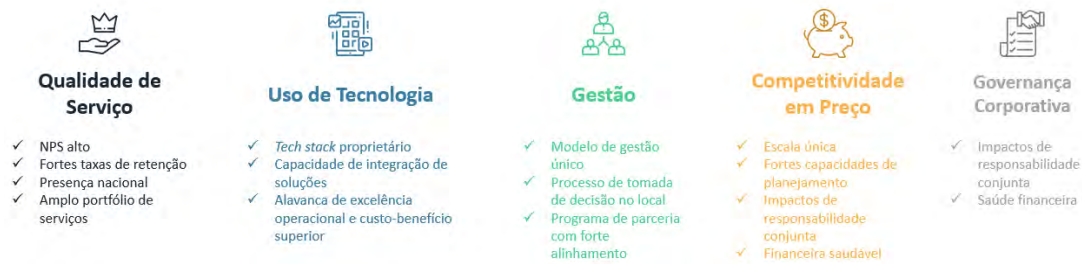 Qualidade de
Serviço
✓ NPS alto
✓ Fortes taxas de retenção
✓ Presença nacional
✓ Amplo portfólio de
serviços
Uso de Tecnologia
✓ Tech stack proprietário
✓ Capacidade de integração de
soluções
✓ Alavanca de excelência
operacional e custo-benefício
superior
Gestão
✓ Modelo de gestão
único
✓ Processo de tomada
de decisão no local
✓ Programa de parceria
com forte
alinhamento
Competitividade
em Preço
✓ Escala única
✓ Fortes capacidades de
planejamento
✓ Impactos de
responsabilidade
conjunta
✓ Financeira saudável
Governança
Corporativa
✓ Impactos de
responsabilidade
conjunta
✓ Saúde financeira